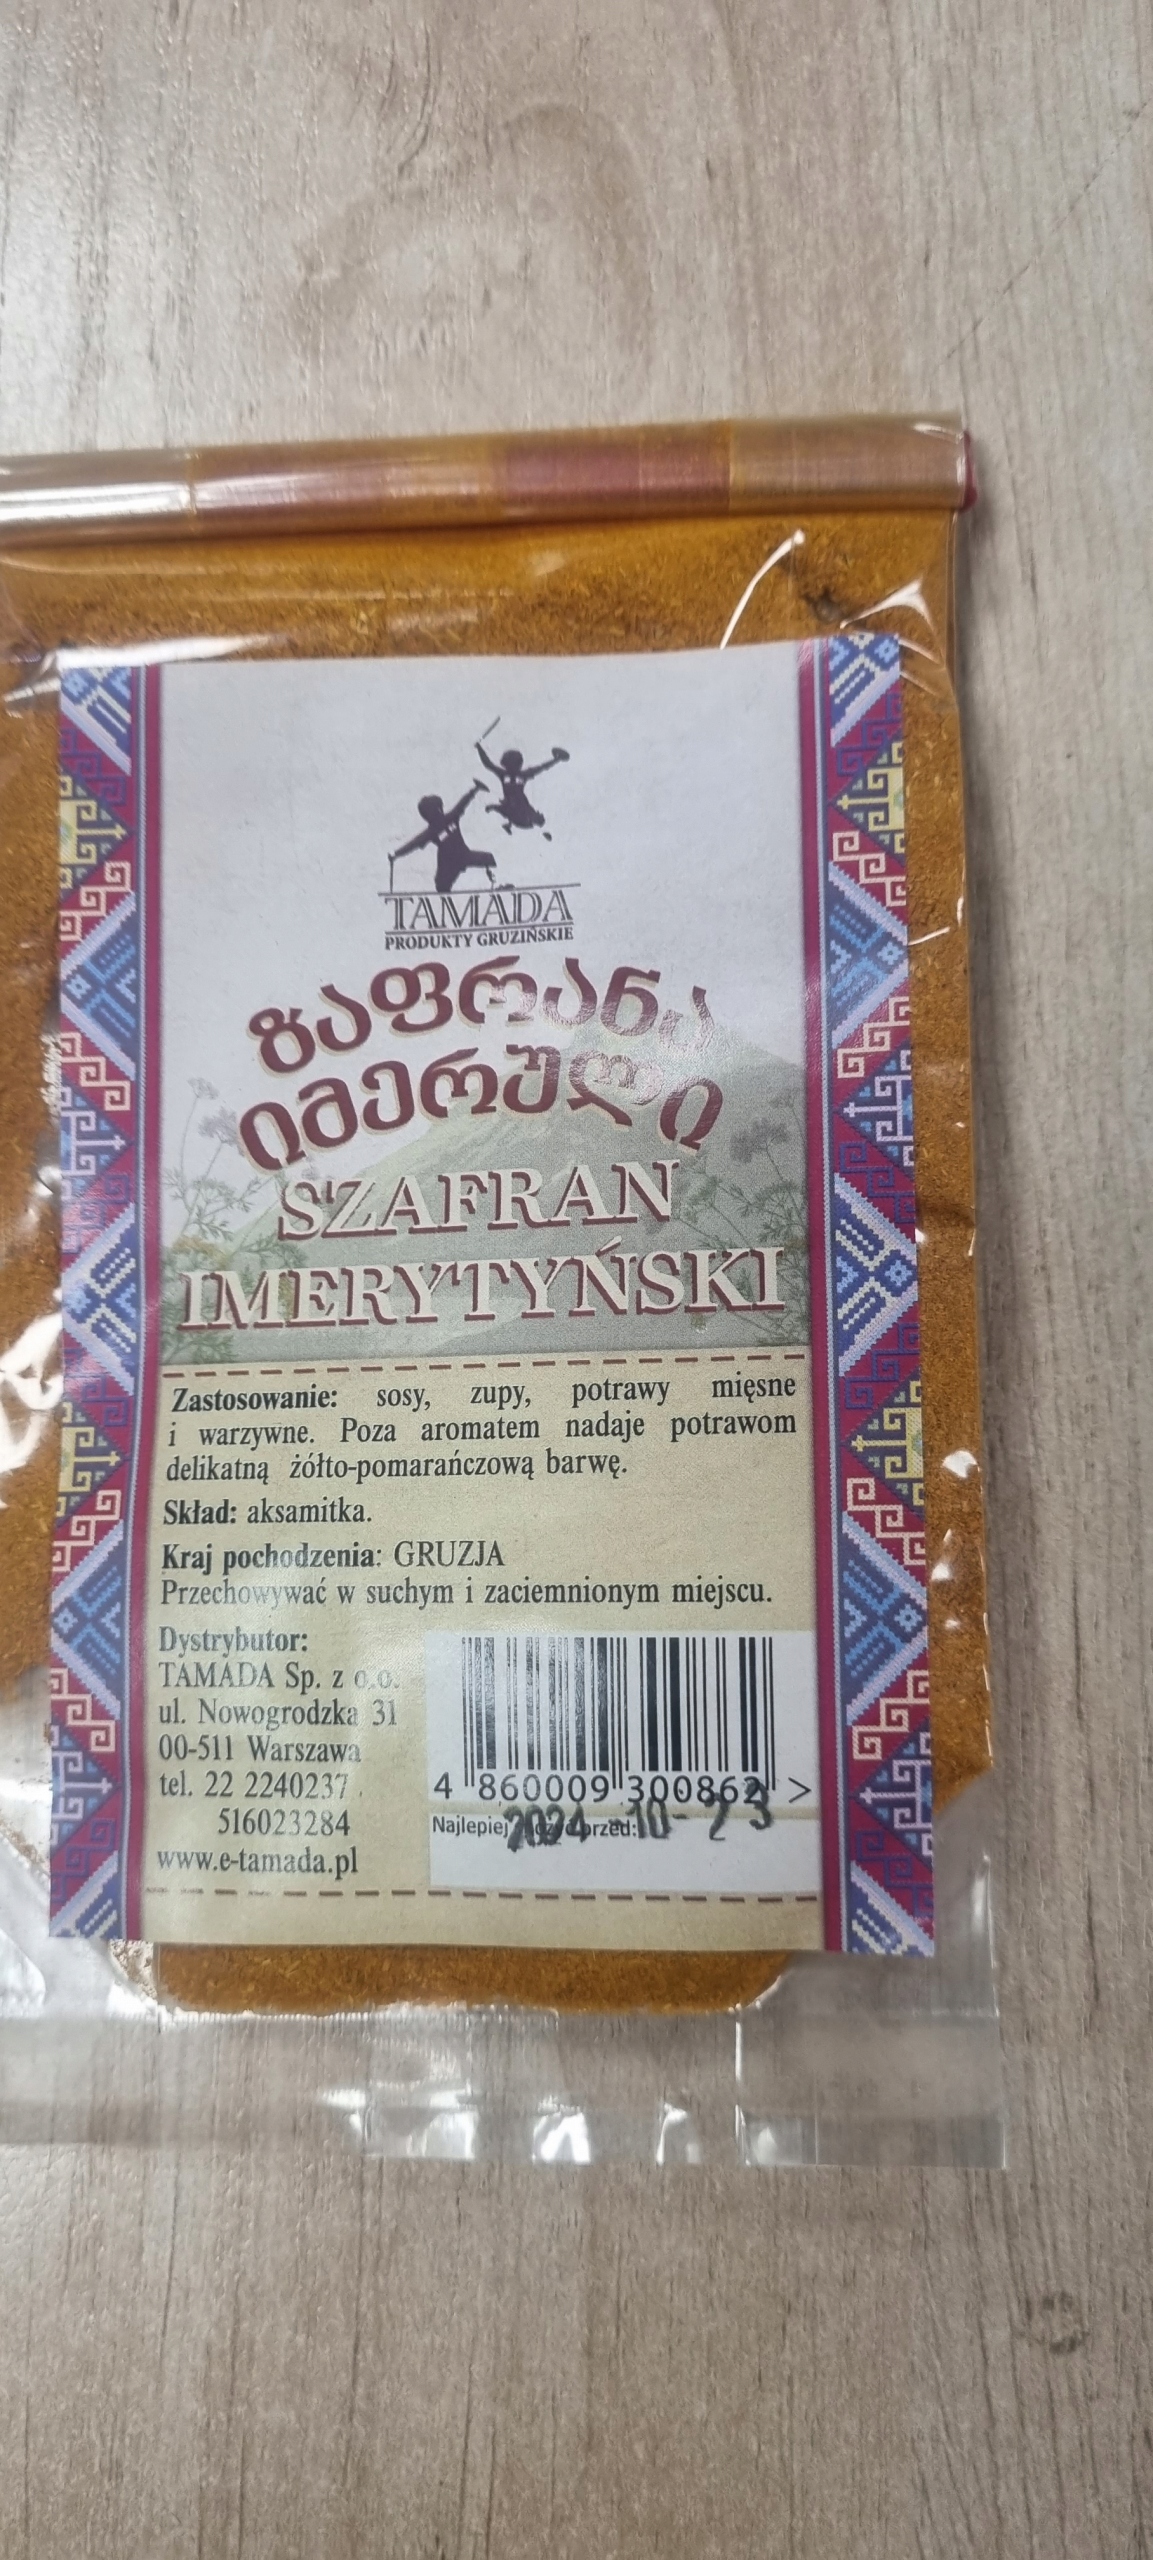 TAMADA
PRODUKTY GRUZIŃSKIE
ზაფრანა
იმერული
SZAFRAN
IMERYTYŃSKI
Zastosowanie: sosy, zupy, potrawy mięsne
i warzywne. Poza aromatem nadaje potrawom
delikatną żółto-pomarańczową barwę.
Skład: aksamitka.
Kraj pochodzenia: GRUZJA
Przechowywać w suchym i zaciemnionym miejscu.
Dystrybutor:
TAMADA Sp. z o.o.
ul. Nowogrodzka 31
00-511 Warszawa
tel. 22 2240237
516023284
www.e-tamada.pl
4 860009 300862 >
Najlepiej przed:
2024-10-23